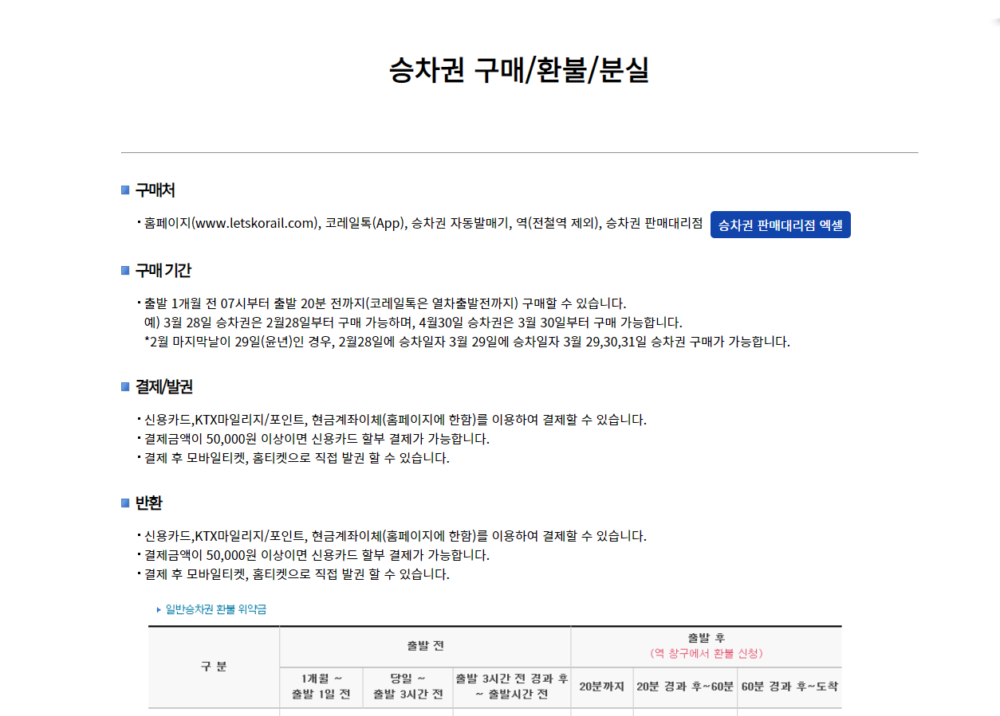 승차권 구매/환불/분실
구매처
· 홈페이지(www.letskorail.com), 코레일톡(App), 승차권 자동발매기, 역(전철역 제외), 승차권 판매대리점 승차권 판매대리점 엑셀
구매 기간
· 출발 1개월 전 07시부터 출발 20분 전까지(코레일톡은 열차출발전까지) 구매할 수 있습니다.
예) 3월 28일 승차권은 2월28일부터 구매 가능하며, 4월30일 승차권은 3월 30일부터 구매 가능합니다.
*2월 마지막날이 29일(윤년)인 경우, 2월28일에 승차일자 3월 29일에 승차일자 3월 29,30,31일 승차권 구매가 가능합니다.
결제/발권
· 신용카드,KTX마일리지/포인트, 현금계좌이체(홈페이지에 한함)를 이용하여 결제할 수 있습니다.
· 결제금액이 50,000원 이상이면 신용카드 할부 결제가 가능합니다.
· 결제 후 모바일티켓, 홈티켓으로 직접 발권 할 수 있습니다.
반환
· 신용카드,KTX마일리지/포인트, 현금계좌이체(홈페이지에 한함)를 이용하여 결제할 수 있습니다.
· 결제금액이 50,000원 이상이면 신용카드 할부 결제가 가능합니다.
· 결제 후 모바일티켓, 홈티켓으로 직접 발권 할 수 있습니다.
일반승차권 환불 위약금
구 분
출발 전
출발 후
(역 창구에서 환불 신청)
1개월 ~
출발 1일 전
당일 ~
출발 3시간 전
출발 3시간 전 경과 후
~ 출발시간 전
20분까지
20분 경과 후~60분
60분 경과 후~도착